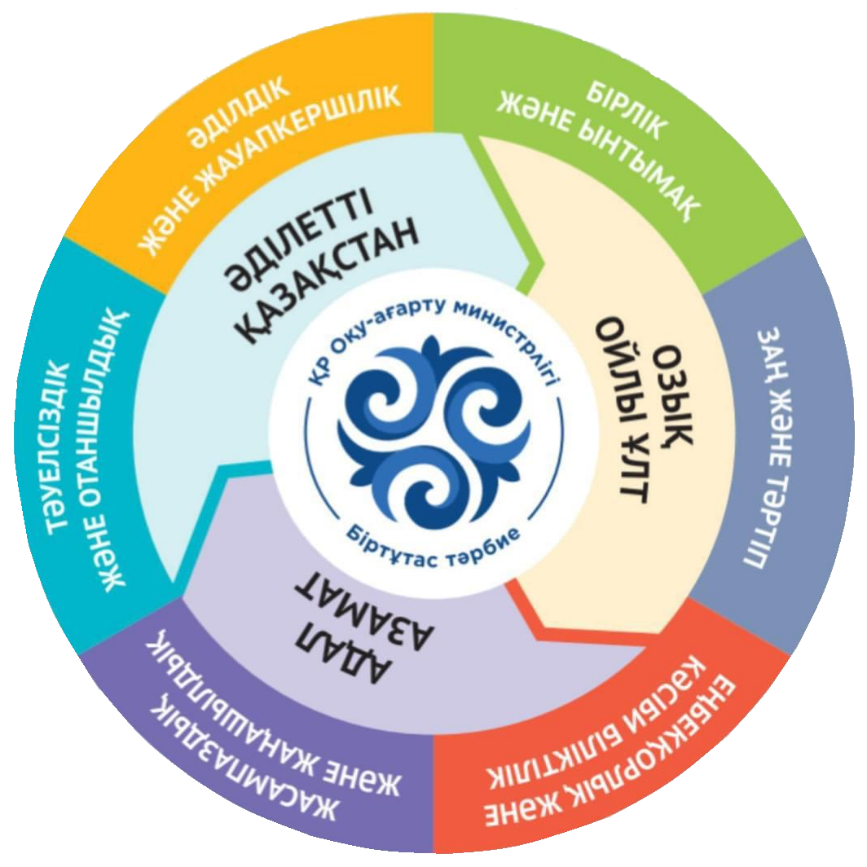 ӘДІЛДІК
ЖӘНЕ ЖАУАПКЕРШІЛІК
БІРЛІК
ЖӘНЕ ЫНТЫМАҚ
ЗАҢ ЖӘНЕ ТӘРТІП
ЕҢБЕКҚОРЛЫҚ ЖӘНЕ
КӘСІБИ БІЛІКТІЛІК
ЖАСАМПАЗДЫҚ
ЖӘНЕ ЖАҢАШЫЛДЫҚ
ТӘУЕЛСІЗДІК
ЖӘНЕ ОТАНШЫЛДЫҚ
ӘДІЛЕТТІ
ҚАЗАҚСТАН
ОЗЫҚ
ОЙЛЫ ҰЛТ
АДАЛ
АЗАМАТ
ҚР Оқу-ағарту министрлігі
Біртұтас тәрбие